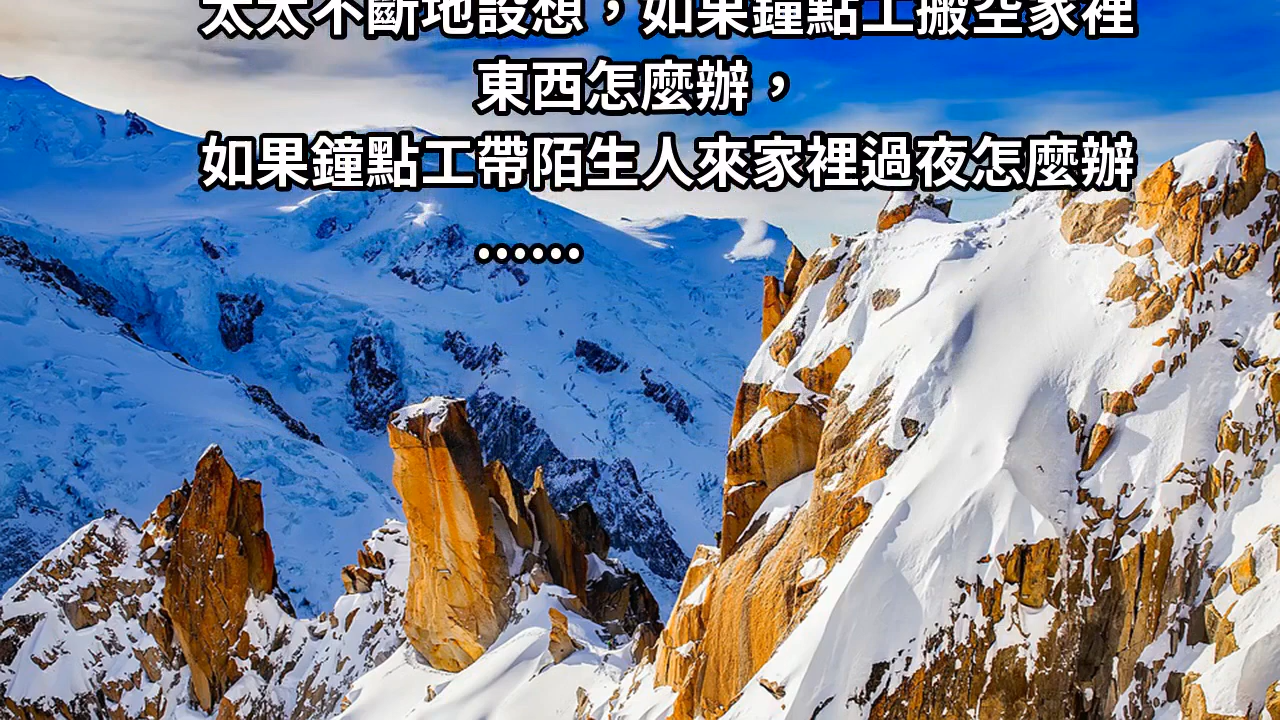 太太不斷地設想，如果鐘點工搬空家裡
東西怎麼辦，
如果鐘點工帶陌生人來家裡過夜怎麼辦
……